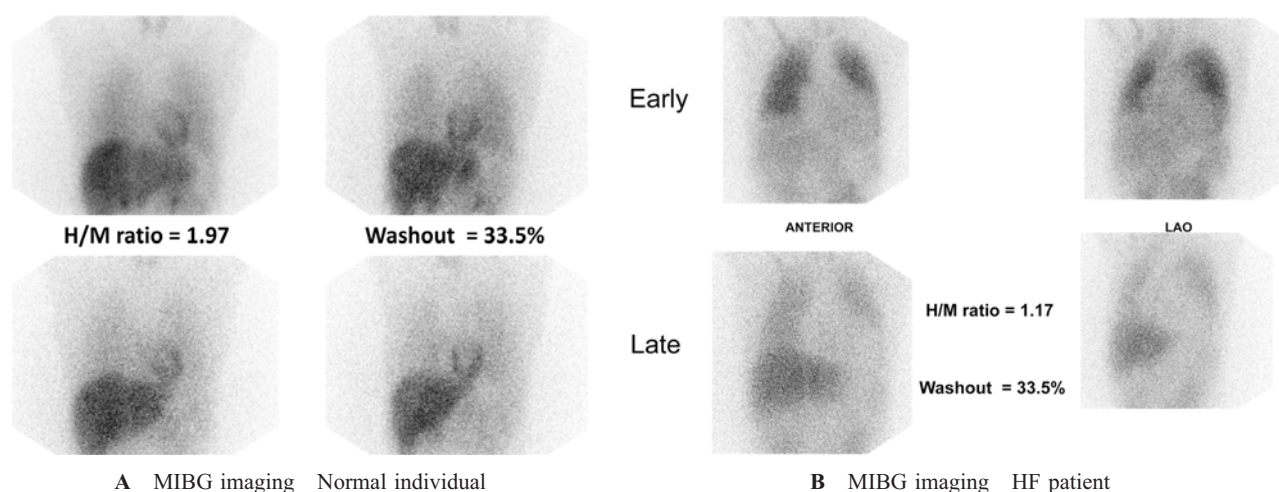 Early
H/M ratio = 1.97
Washout = 33.5%
ANTERIOR
LAO
Late
H/M ratio = 1.17
Washout = 33.5%
A MIBG imaging Normal individual
B MIBG imaging HF patient